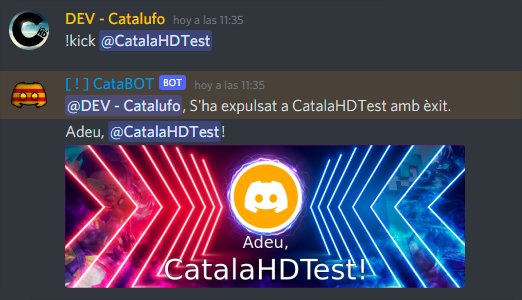 DEV - Catalufo hoy a las 11:35
!kick @CatalaHDTest
[ ! ] CataBOT BOT hoy a las 11:35
@DEV - Catalufo, S'ha expulsat a CatalaHDTest amb èxit.
Adeu, @CatalaHDTest!
Adeu,
CatalaHDTest!